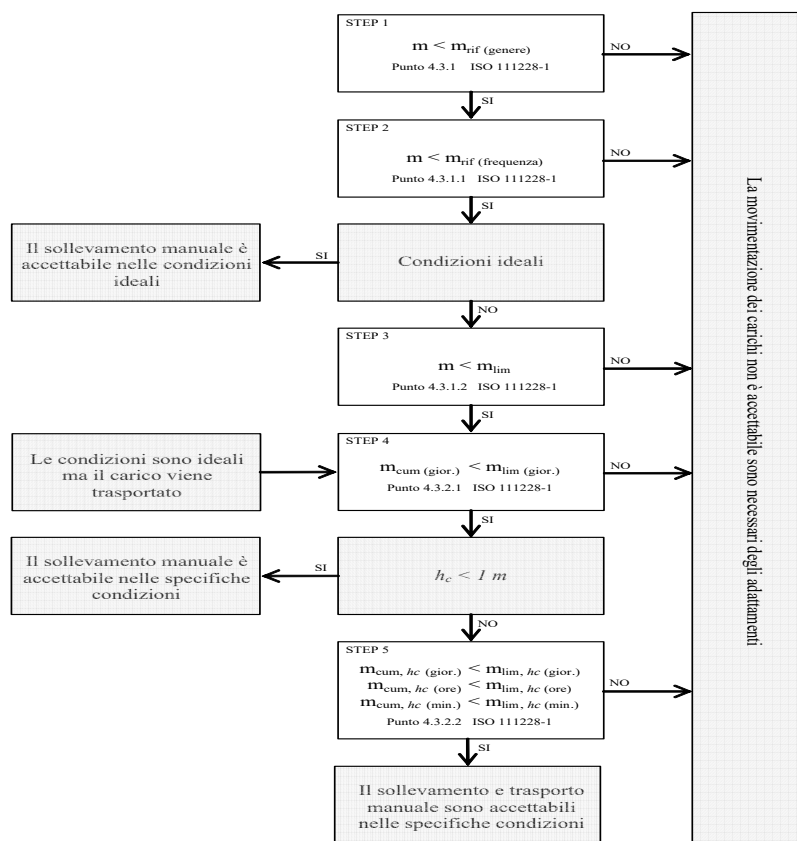 STEP 1
m < mrif (genere)
Punto 4.3.1 ISO 111228-1
NO
SI
STEP 2
m < mrif (frequenza)
Punto 4.3.1.1 ISO 111228-1
NO
SI
Il sollevamento manuale è
accettabile nelle condizioni
ideali
SI
Condizioni ideali
NO
STEP 3
m < mlim
Punto 4.3.1.2 ISO 111228-1
NO
SI
Le condizioni sono ideali
ma il carico viene
trasportato
STEP 4
mcum (gior.) < mlim (gior.)
Punto 4.3.2.1 ISO 111228-1
NO
SI
Il sollevamento manuale è
accettabile nelle specifiche
condizioni
SI
hc < 1 m
NO
STEP 5
mcum, hc (gior.) < mlim, hc (gior.)
mcum, hc (ore) < mlim, hc (ore)
mcum, hc (min.) < mlim, hc (min.)
Punto 4.3.2.2 ISO 111228-1
NO
SI
Il sollevamento e trasporto
manuale sono accettabili
nelle specifiche condizioni
La movimentazione dei carichi non è accettabile sono necessari degli adattamenti